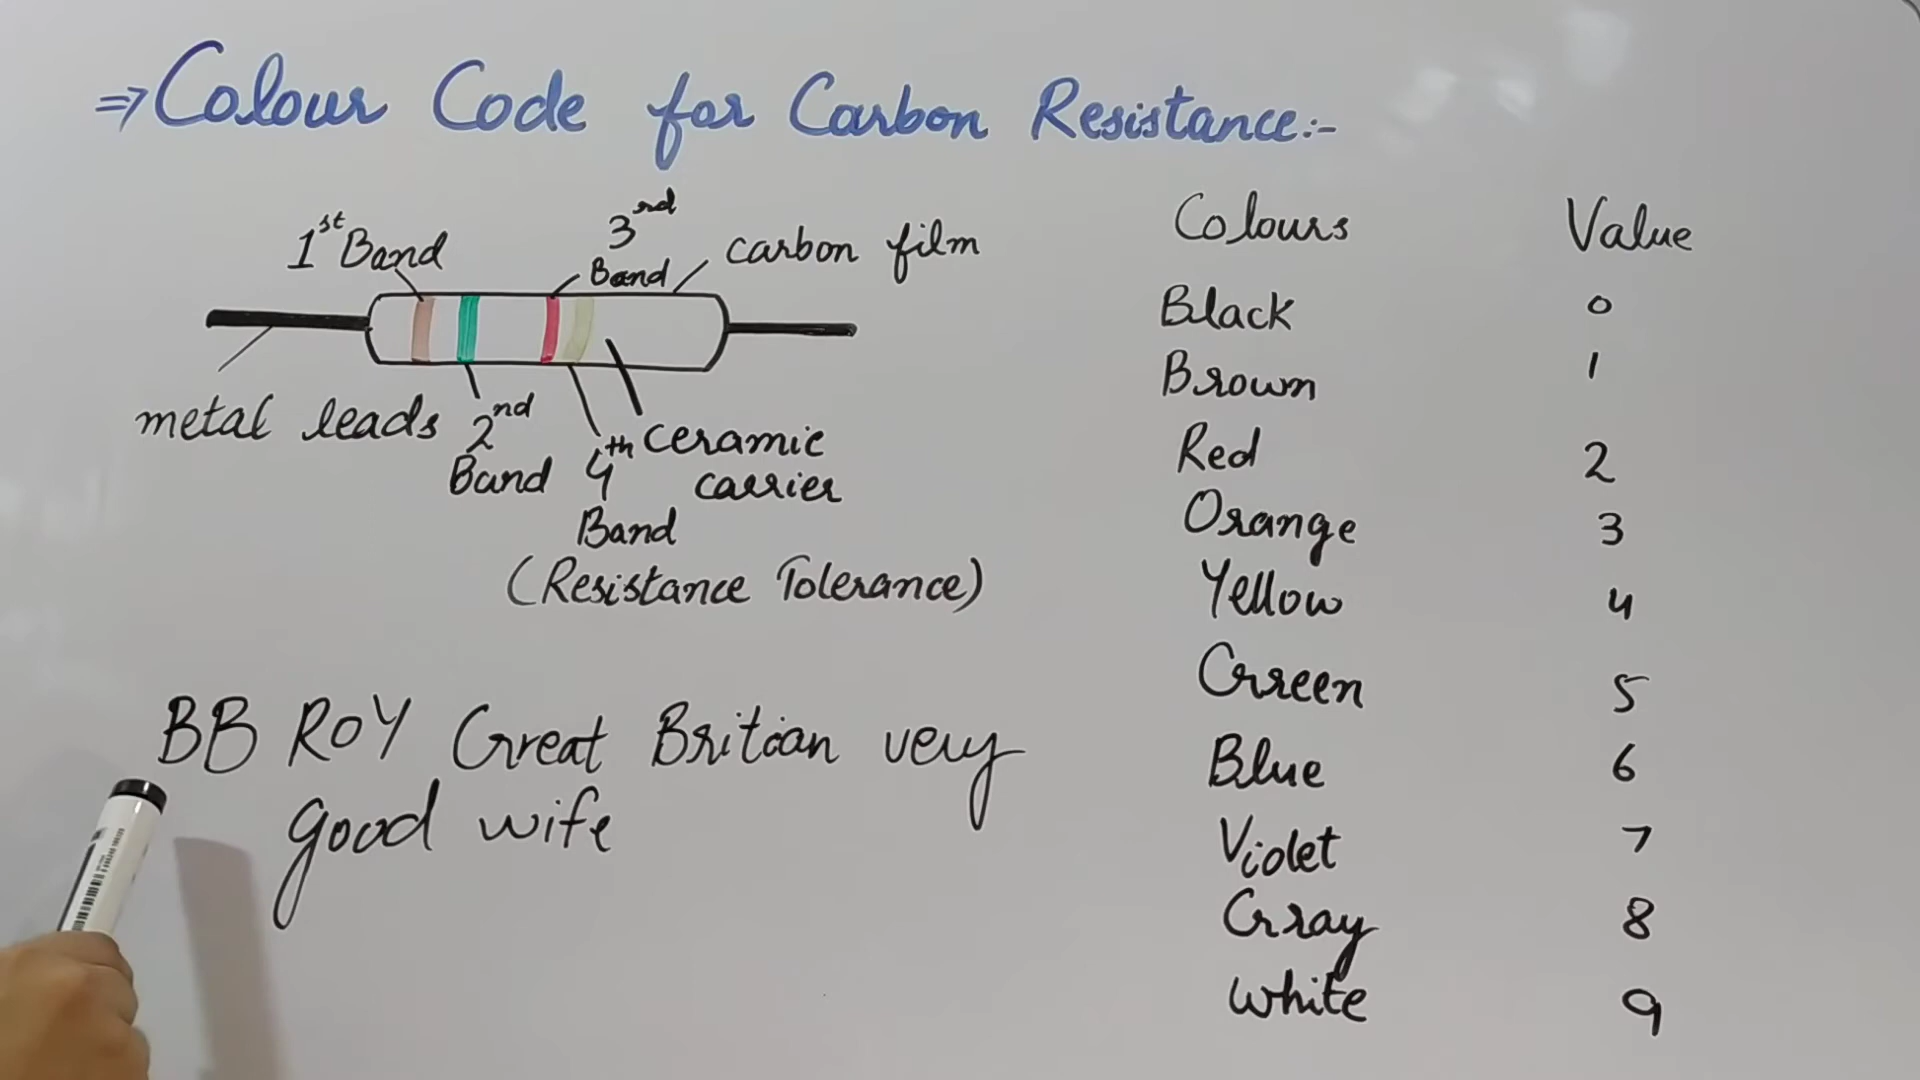 ⇒ Colour Code for Carbon Resistance:-
1st Band
3rd Band
carbon film
metal leads
2nd Band
4th Band
(Resistance Tolerance)
ceramic carrier
BB ROY Great Britian very
good wife
Colours Value
Black 0
Brown 1
Red 2
Orange 3
Yellow 4
Green 5
Blue 6
Violet 7
Gray 8
White 9